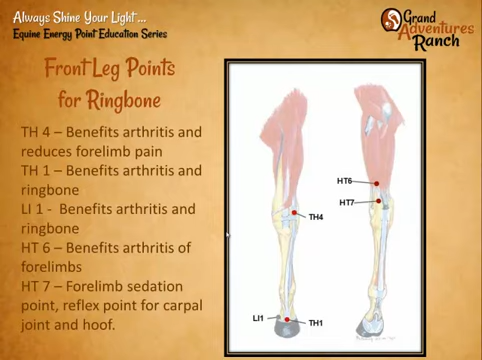 Always Shine Your Light...
Equine Energy Point Education Series
Grand
Adventures
Ranch
Front Leg Points
for Ringbone
TH 4 – Benefits arthritis and
reduces forelimb pain
TH 1 – Benefits arthritis and
ringbone
LI 1 - Benefits arthritis and
ringbone
HT 6 – Benefits arthritis of
forelimbs
HT 7 – Forelimb sedation
point, reflex point for carpal
joint and hoof.
HT6
HT7
TH4
LI1
TH1